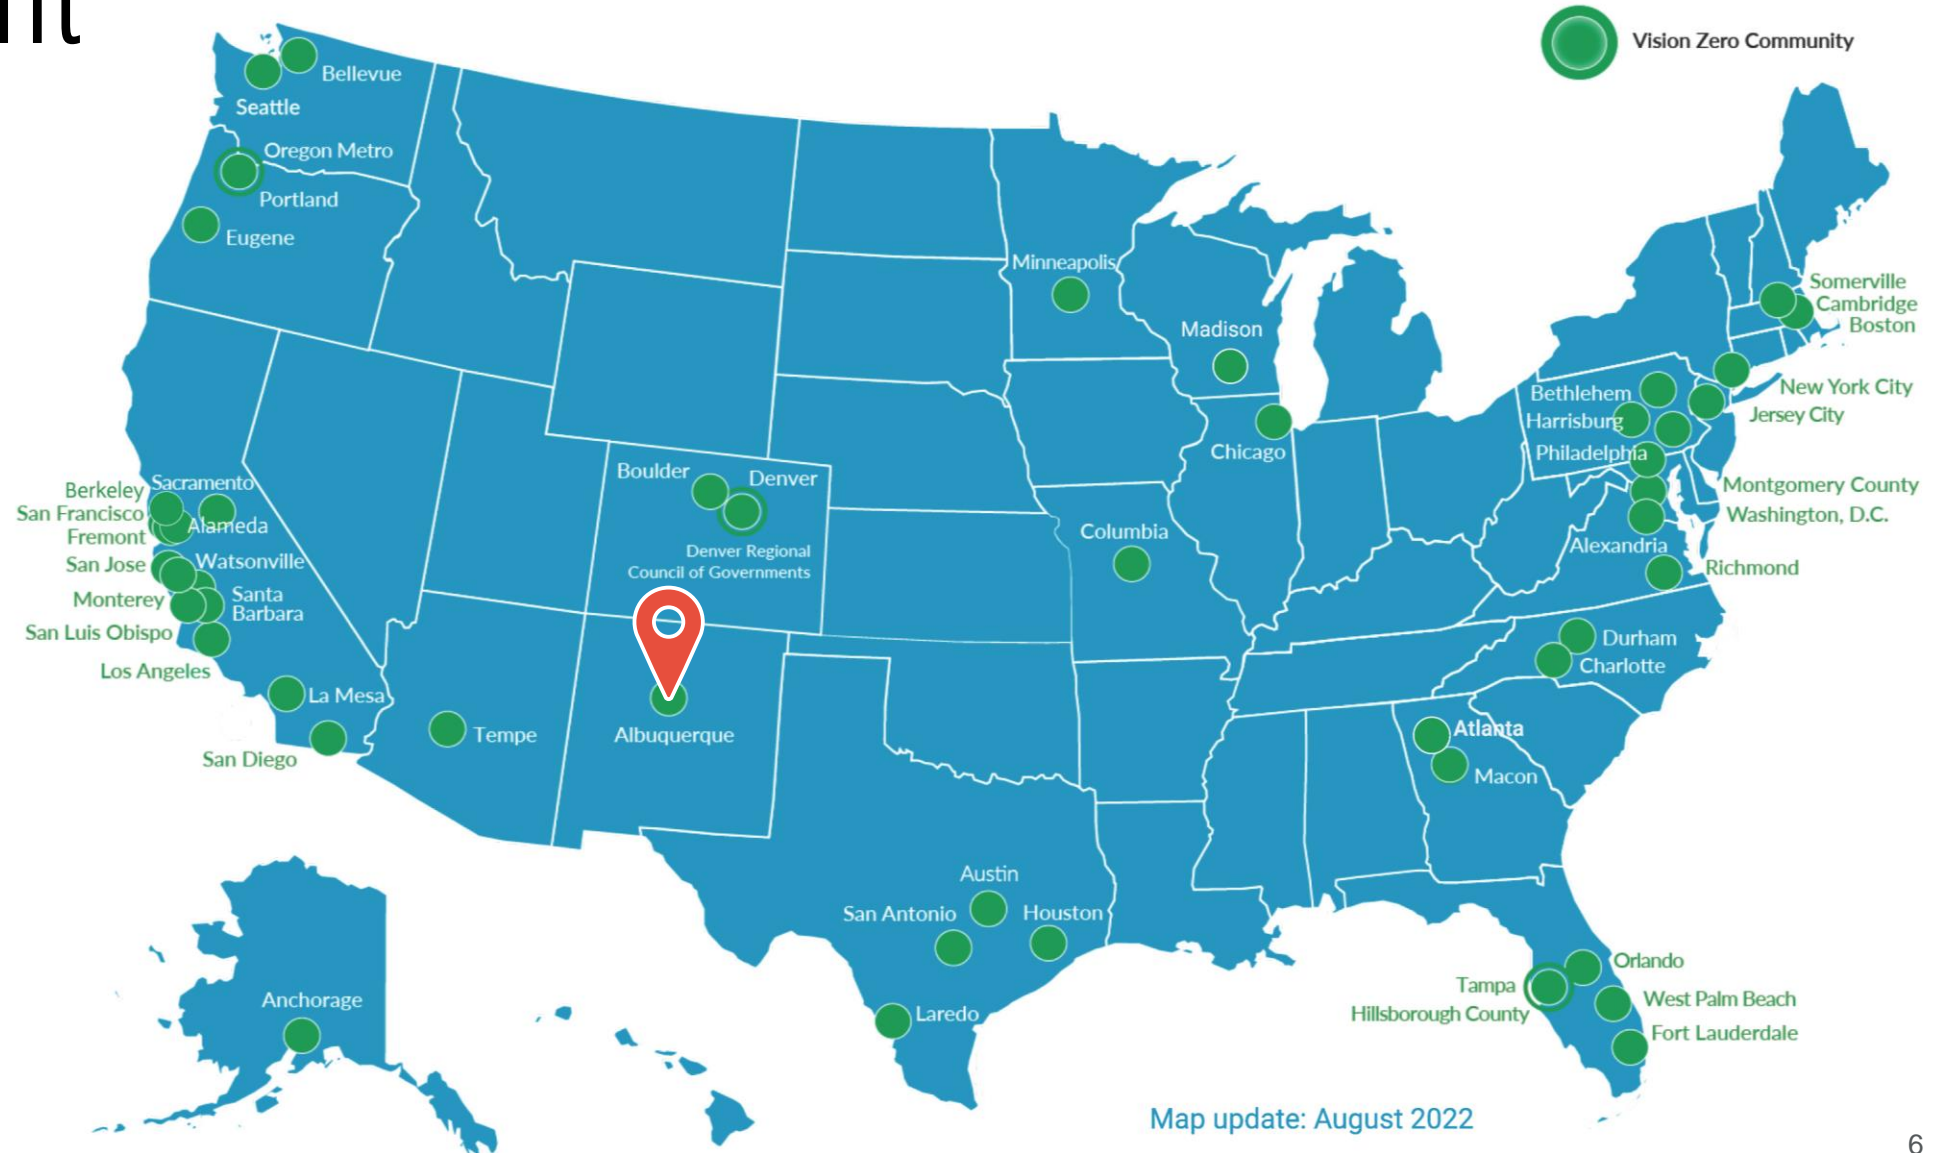 Vision Zero Community
Bellevue
Seattle
Oregon Metro
Portland
Eugene
Minneapolis
Madison
Chicago
Somerville
Cambridge
Boston
New York City
Jersey City
Bethlehem
Harrisburg
Philadelphia
Montgomery County
Washington, D.C.
Alexandria
Richmond
Berkeley
Sacramento
San Francisco
Alameda
Fremont
San Jose
Watsonville
Monterey
Santa
Barbara
San Luis Obispo
Los Angeles
La Mesa
San Diego
Boulder
Denver
Denver Regional
Council of Governments
Columbia
Tempe
Albuquerque
Durham
Charlotte
Atlanta
Macon
Austin
San Antonio
Houston
Laredo
Anchorage
Orlando
Tampa
Hillsborough County
West Palm Beach
Fort Lauderdale
Map update: August 2022
6